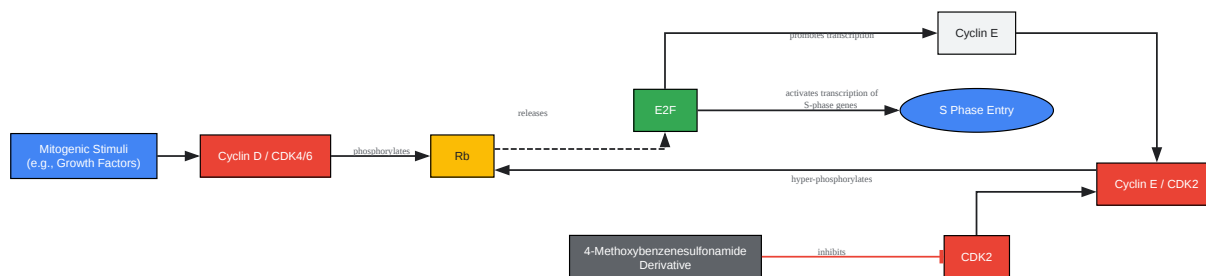 Cyclin E
promotes transcription
activates transcription of
S-phase genes
E2F
S Phase Entry
releases
Mitogenic Stimuli
(e.g., Growth Factors)
Cyclin D / CDK4/6
phosphorylates
Rb
hyper-phosphorylates
Cyclin E / CDK2
4-Methoxybenzenesulfonamide
Derivative
inhibits
CDK2